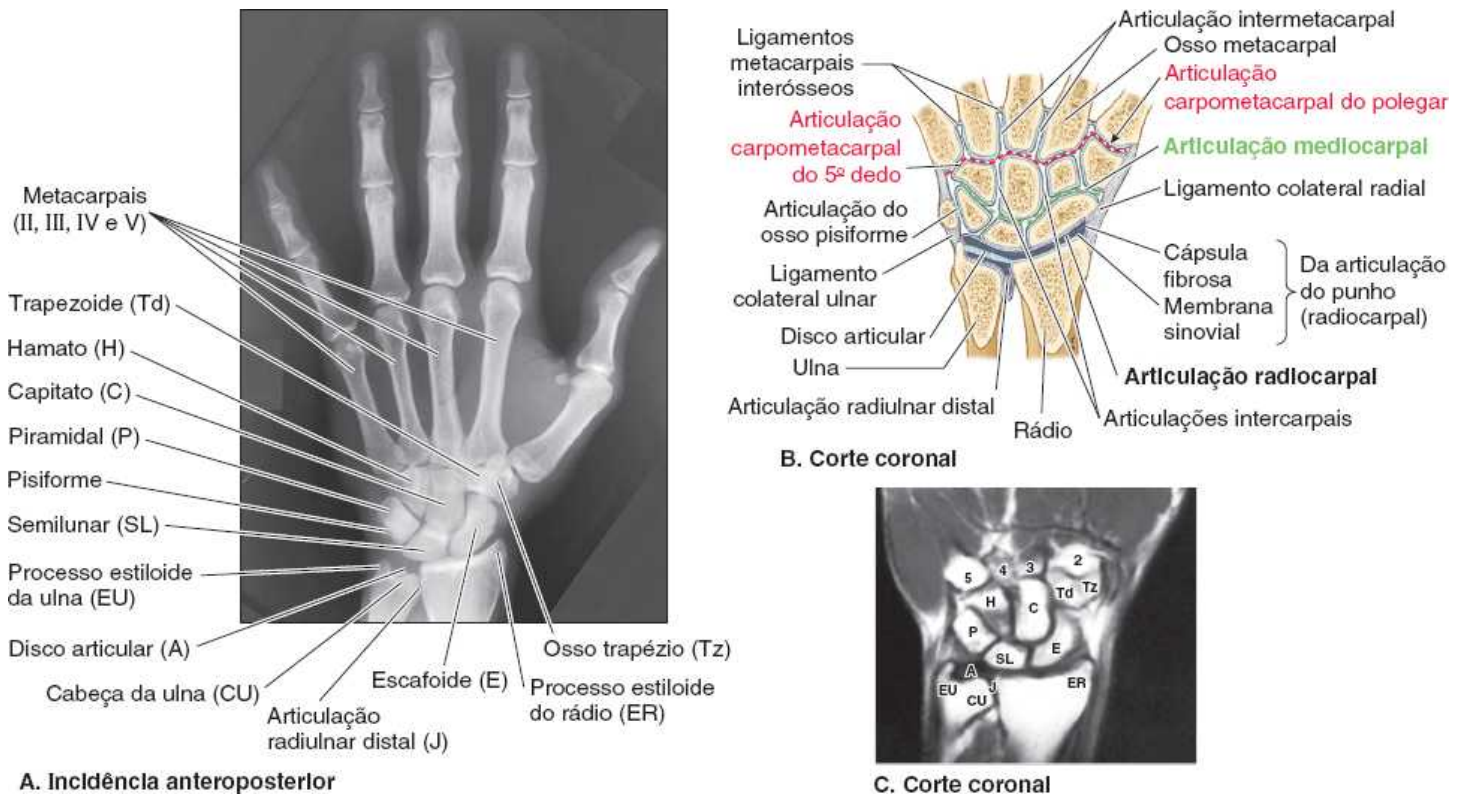 Metacarpais
(II, III, IV e V)
Trapezoide (Td)
Hamato (H)
Capitato (C)
Piramidal (P)
Pisiforme
Semilunar (SL)
Processo estiloide
da ulna (EU)
Disco articular (A)
Cabeça da ulna (CU)
Articulação
radiulnar distal (J)
Escafoide (E)
Osso trapézio (Tz)
Processo estiloide
do rádio (ER)
A. Incidência anteroposterior
Ligamentos
metacarpais
interósseos
Articulação
carpometacarpal
do 5º dedo
Articulação do
osso pisiforme
Ligamento
colateral ulnar
Disco articular
Ulna
Articulação radiulnar distal
Rádio
Articulação intermetacarpal
Osso metacarpal
Articulação
carpometacarpal do polegar
Articulação mediocarpal
Ligamento colateral radial
Cápsula
fibrosa
Membrana
sinovial
Da articulação
do punho
(radiocarpal)
Articulação radiocarpal
Articulações intercarpais
B. Corte coronal
5 4 3 2
H C Td Tz
P SL E
A
EU CU J ER
C. Corte coronal